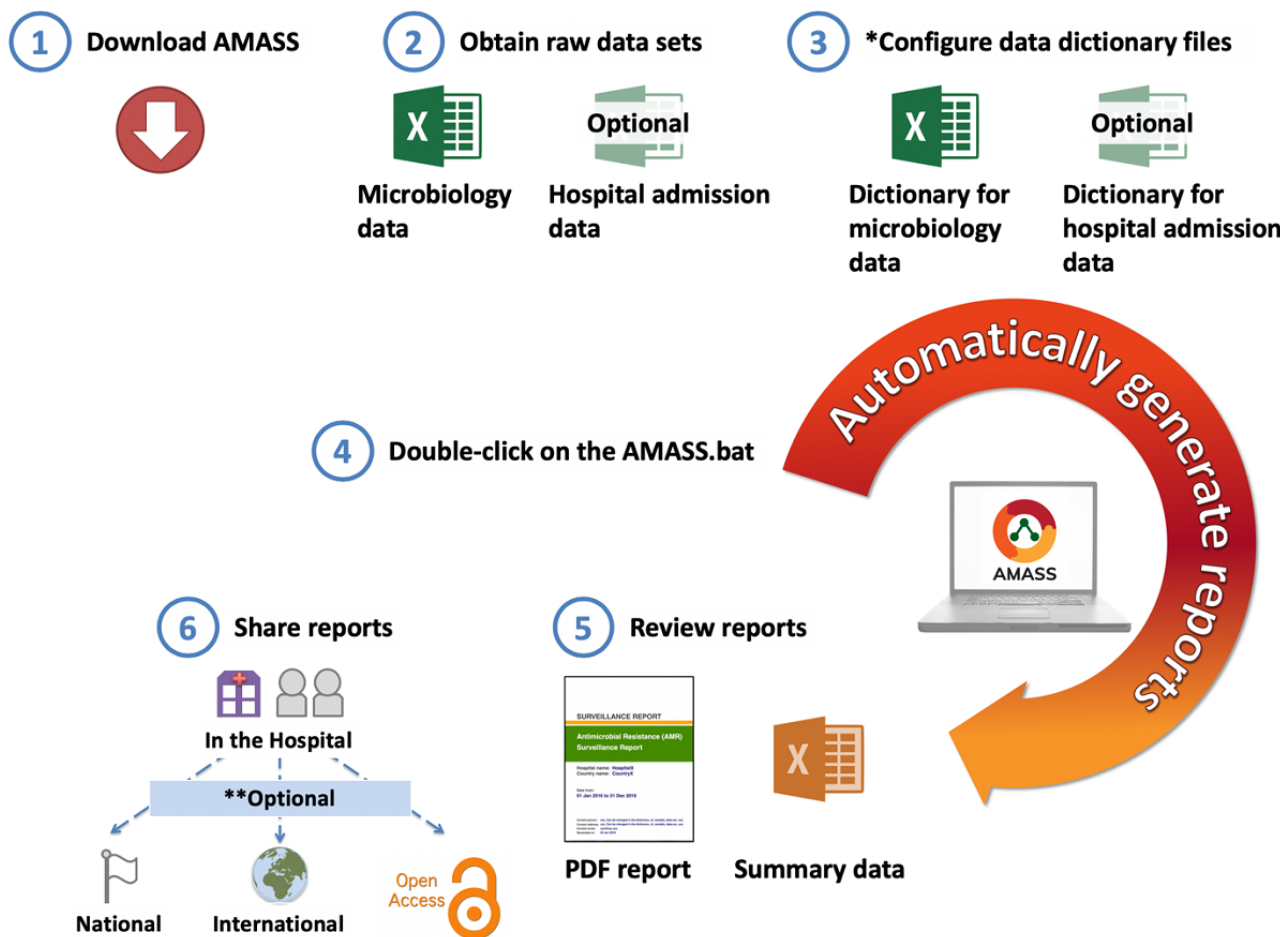 1 Download AMASS
2 Obtain raw data sets
3 *Configure data dictionary files
X
X
Optional
Optional
Microbiology
data
Hospital admission
data
Dictionary for
microbiology
data
Dictionary for
hospital admission
data
Automatically generate reports
4 Double-click on the AMASS.bat
AMASS
6 Share reports
5 Review reports
In the Hospital
**Optional
National
International
Open
Access
SURVEILLANCE REPORT
Antimicrobial Resistance (AMR)
Surveillance Report
Hospital name: HospitalX
Country name: CountryX
Data from:
01 Jan 2016 to 31 Dec 2016
X
PDF report
Summary data